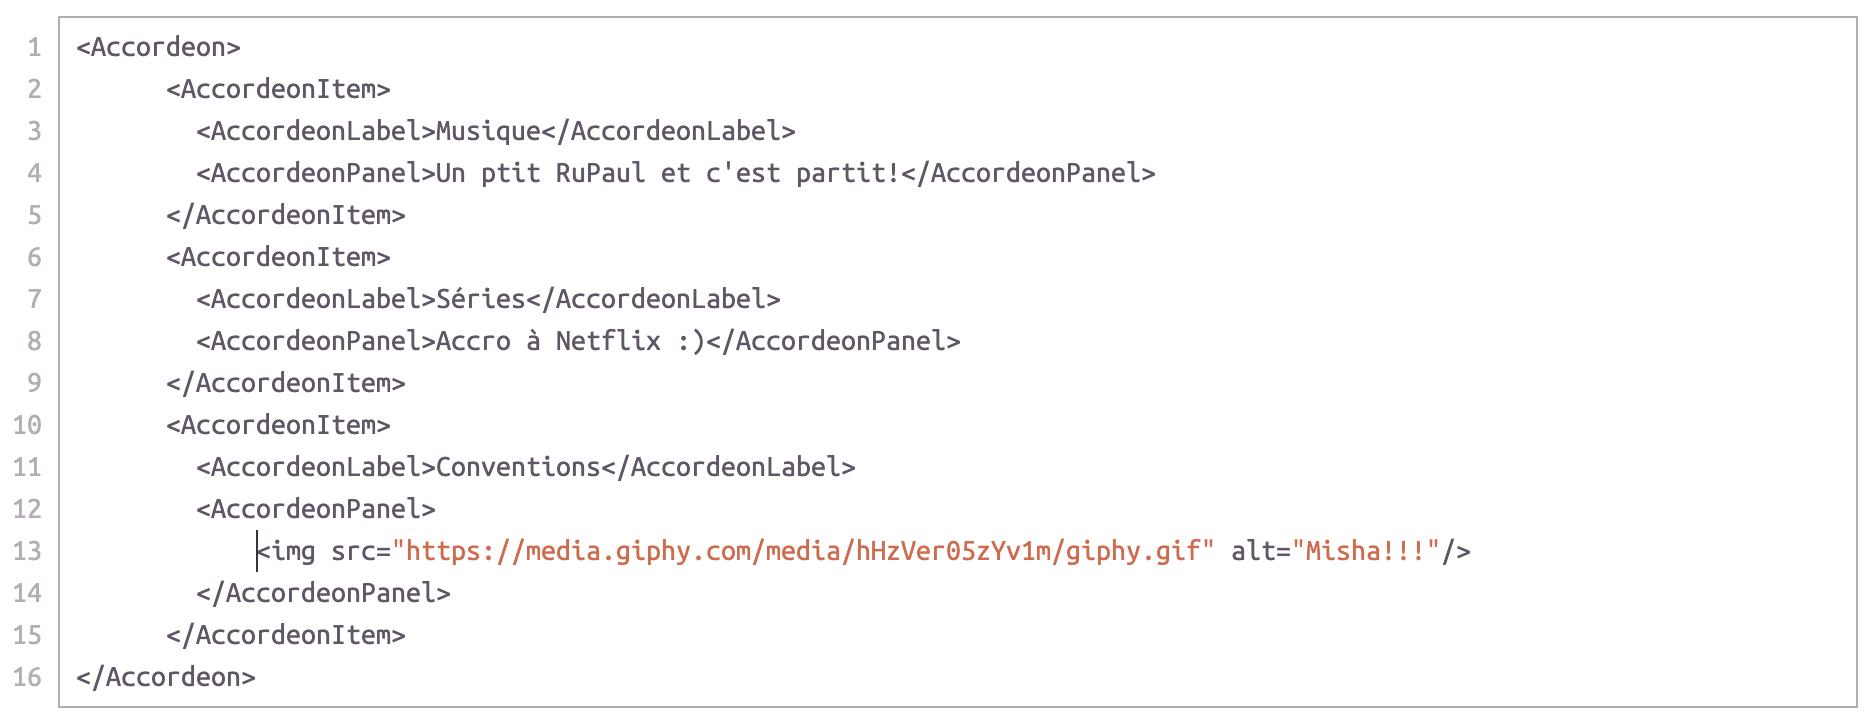 1 <Accordeon>
2 <AccordeonItem>
3 <AccordeonLabel>Musique</AccordeonLabel>
4 <AccordeonPanel>Un ptit RuPaul et c'est partit!</AccordeonPanel>
5 </AccordeonItem>
6 <AccordeonItem>
7 <AccordeonLabel>Séries</AccordeonLabel>
8 <AccordeonPanel>Accro à Netflix :)</AccordeonPanel>
9 </AccordeonItem>
10 <AccordeonItem>
11 <AccordeonLabel>Conventions</AccordeonLabel>
12 <AccordeonPanel>
13 <img src="https://media.giphy.com/media/hHzVer05zYv1m/giphy.gif" alt="Misha!!!"/>
14 </AccordeonPanel>
15 </AccordeonItem>
16 </Accordeon>